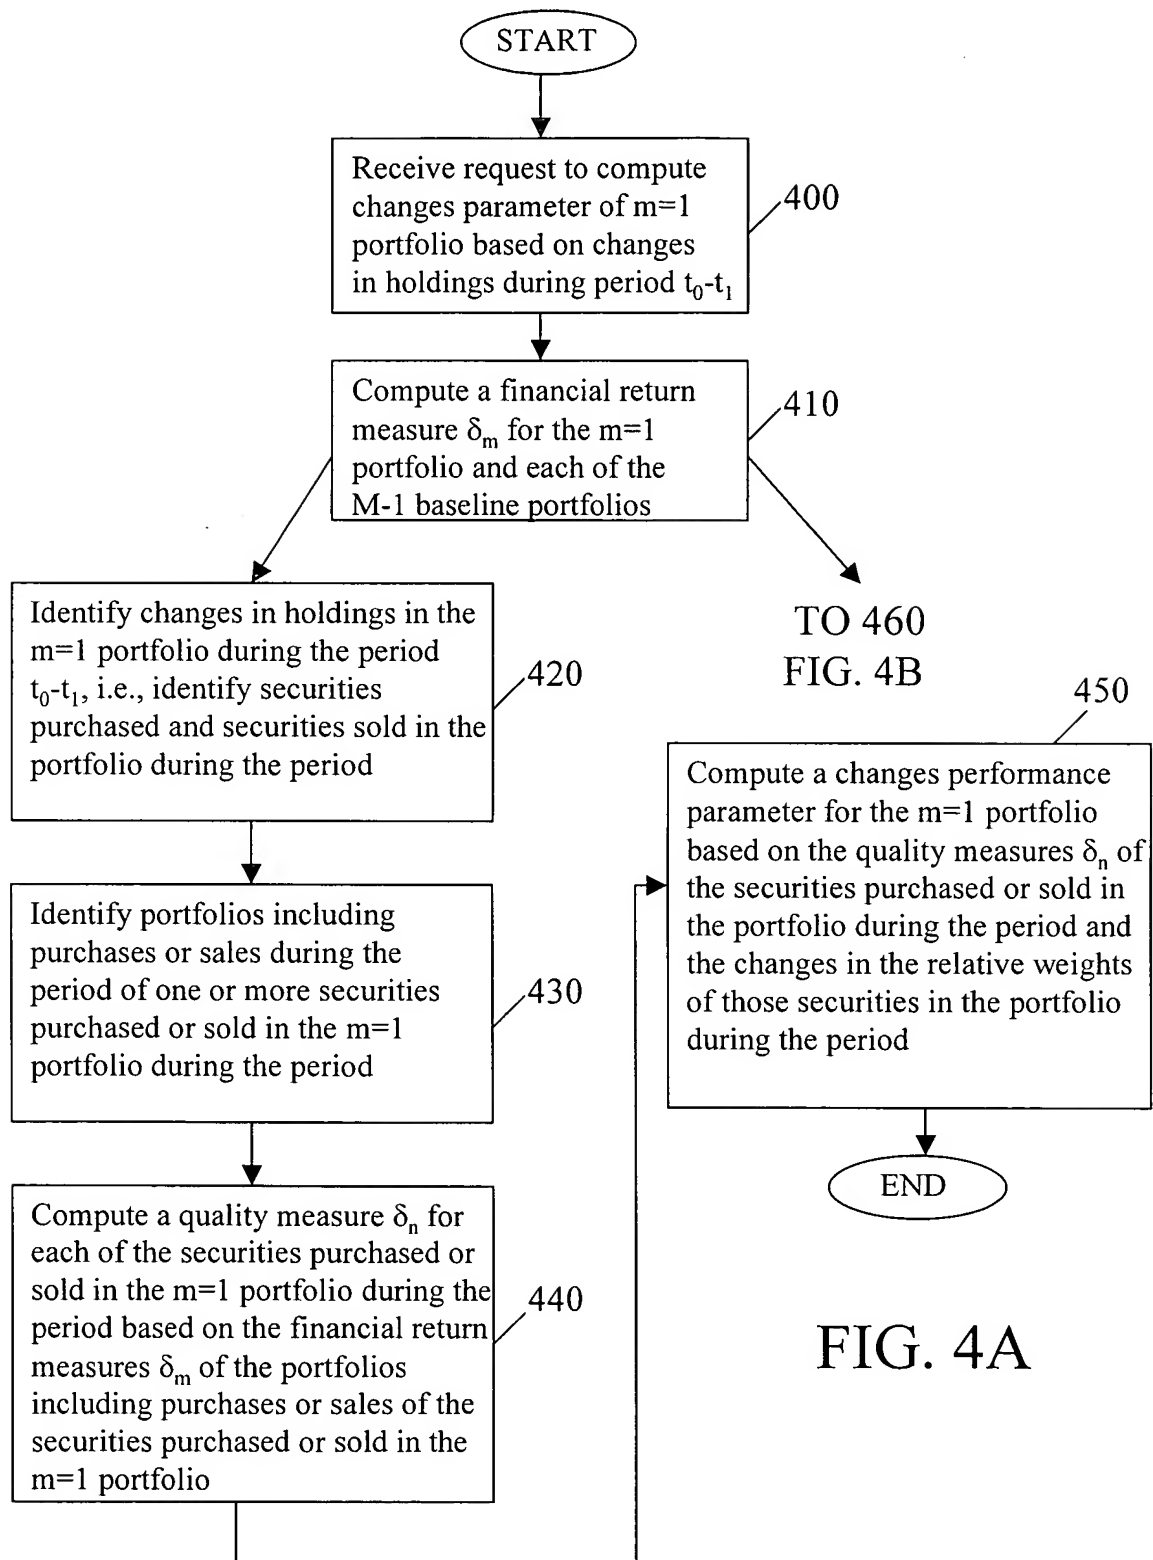 START
Receive request to compute
changes parameter of m=1
portfolio based on changes
in holdings during period t₀-t₁
400
Compute a financial return
measure δₘ for the m=1
portfolio and each of the
M-1 baseline portfolios
410
Identify changes in holdings in the
m=1 portfolio during the period
t₀-t₁, i.e., identify securities
purchased and securities sold in the
portfolio during the period
420
TO 460
FIG. 4B
Identify portfolios including
purchases or sales during the
period of one or more securities
purchased or sold in the m=1
portfolio during the period
430
Compute a quality measure δₙ for
each of the securities purchased or
sold in the m=1 portfolio during the
period based on the financial return
measures δₘ of the portfolios
including purchases or sales of the
securities purchased or sold in the
m=1 portfolio
440
450
Compute a changes performance
parameter for the m=1 portfolio
based on the quality measures δₙ of
the securities purchased or sold in
the portfolio during the period and
the changes in the relative weights
of those securities in the portfolio
during the period
END
FIG. 4A